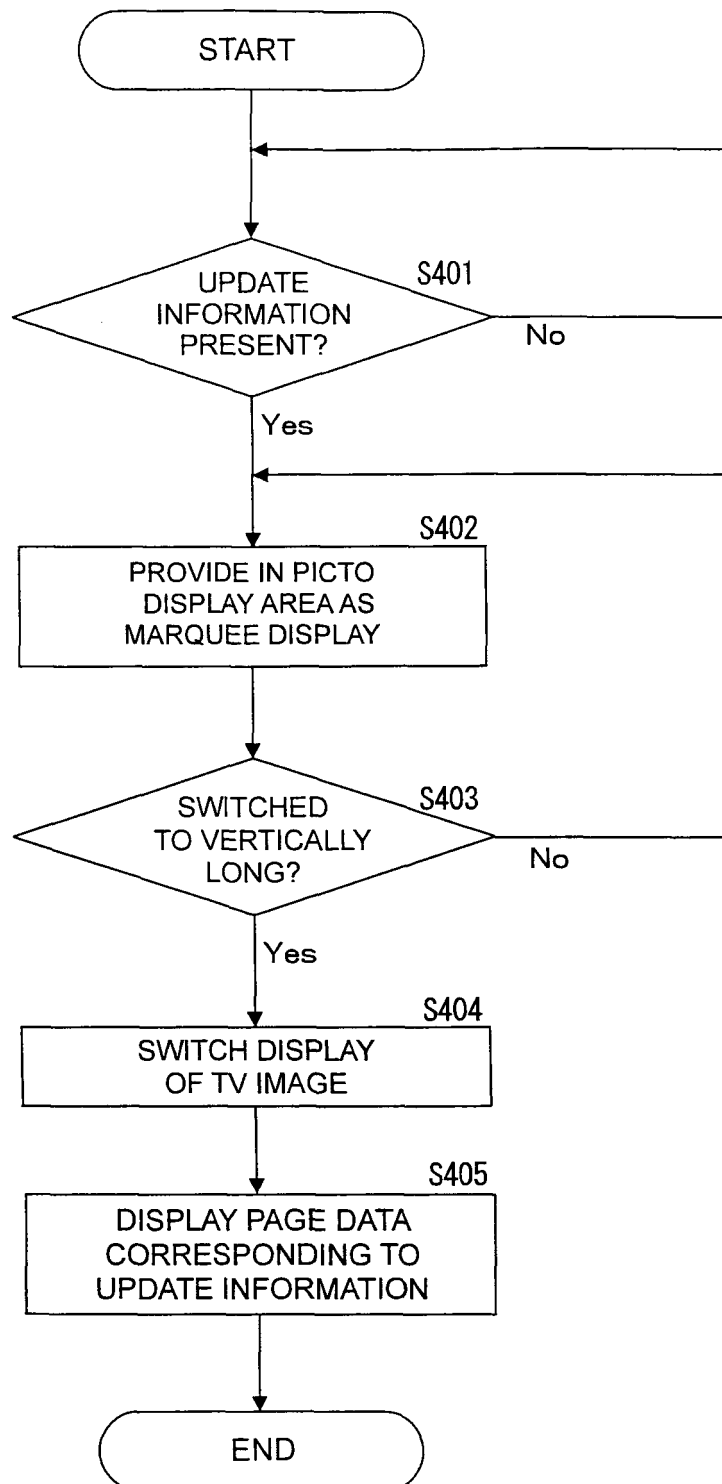 START
S401
UPDATE
INFORMATION
PRESENT?
No
Yes
S402
PROVIDE IN PICTO
DISPLAY AREA AS
MARQUEE DISPLAY
S403
SWITCHED
TO VERTICALLY
LONG?
No
Yes
S404
SWITCH DISPLAY
OF TV IMAGE
S405
DISPLAY PAGE DATA
CORRESPONDING TO
UPDATE INFORMATION
END